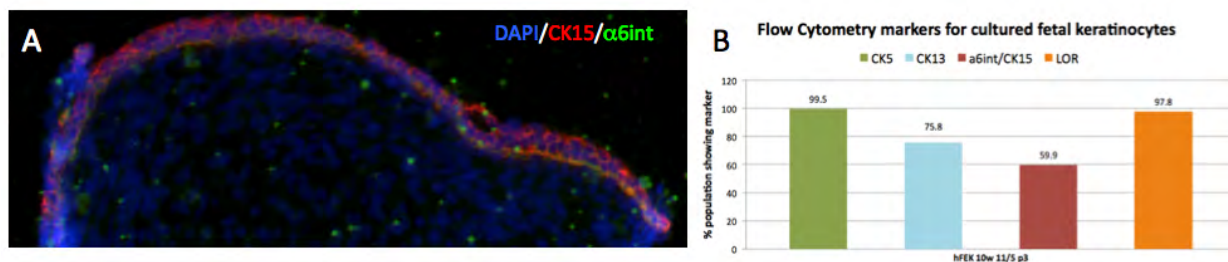 A
DAPI/CK15/α6int
B
Flow Cytometry markers for cultured fetal keratinocytes
CK5 CK13 a6int/CK15 LOR
% population showing marker
120
100
80
60
40
20
0
99.5
75.8
59.9
97.8
hFEK 10w 11/5 p3